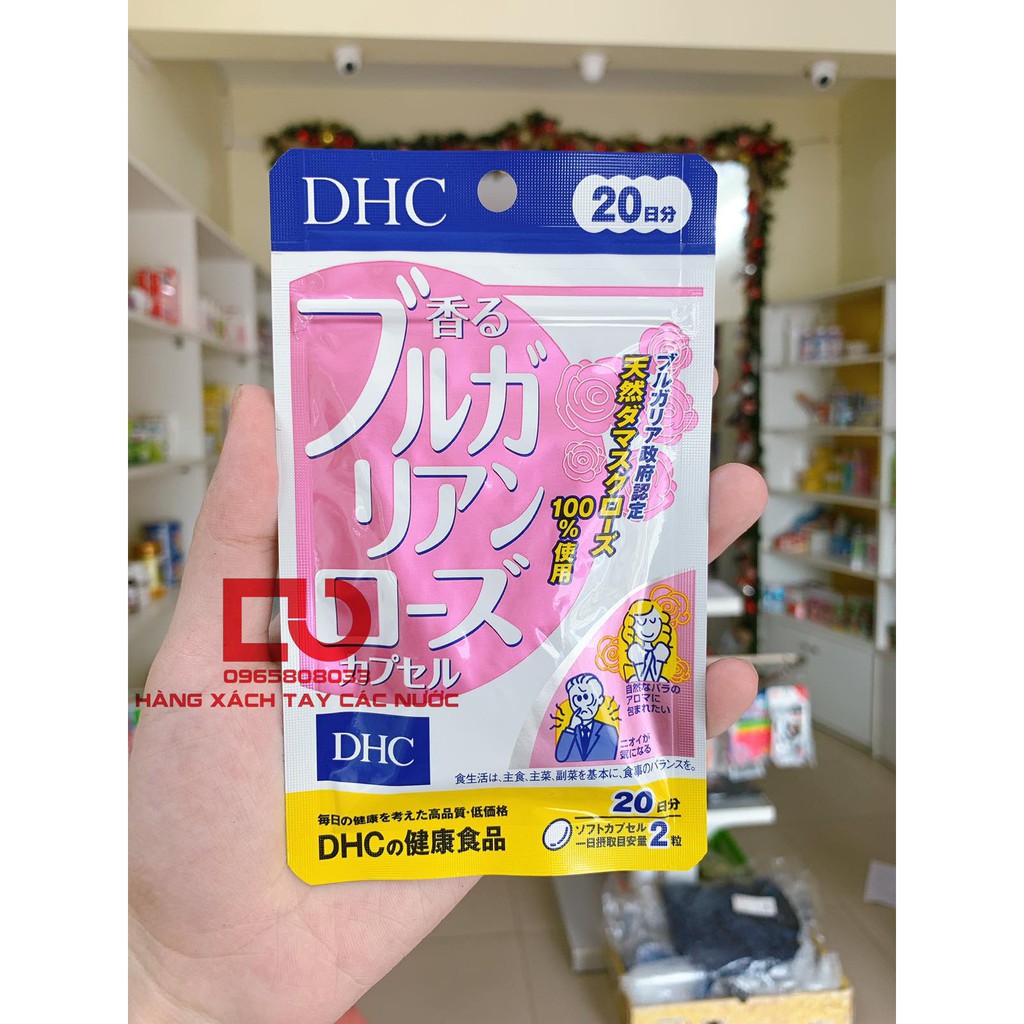 DHC
20日分
香る
ブルガ
リアン
ローズ
カプセル
ブルガリア政府認定
天然ダマスクローズ
100%使用
自然なバラの
アロマに
包まれたい
ニオイが
気になる
0965808033
HÀNG XÁCH TAY CÁC NƯỚC
DHC
食生活は、主食、主菜、副菜を基本に、食事のバランスを。
毎日の健康を考えた高品質・低価格
DHCの健康食品
20日分
ソフトカプセル
一日摂取目安量2粒